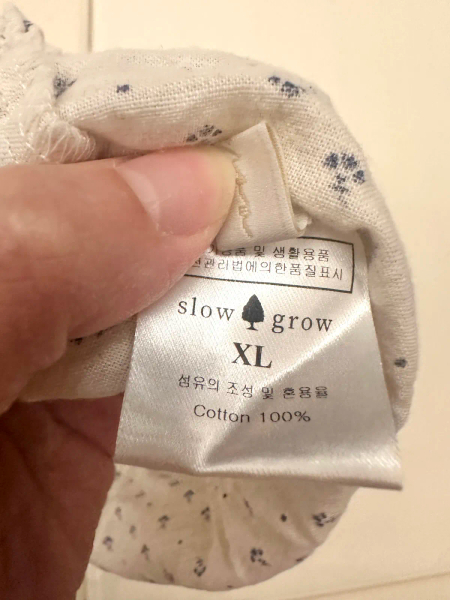 및 생활용품
관리법에의한품질표시
slow grow
XL
섬유의 조성 및 혼용율
Cotton 100%